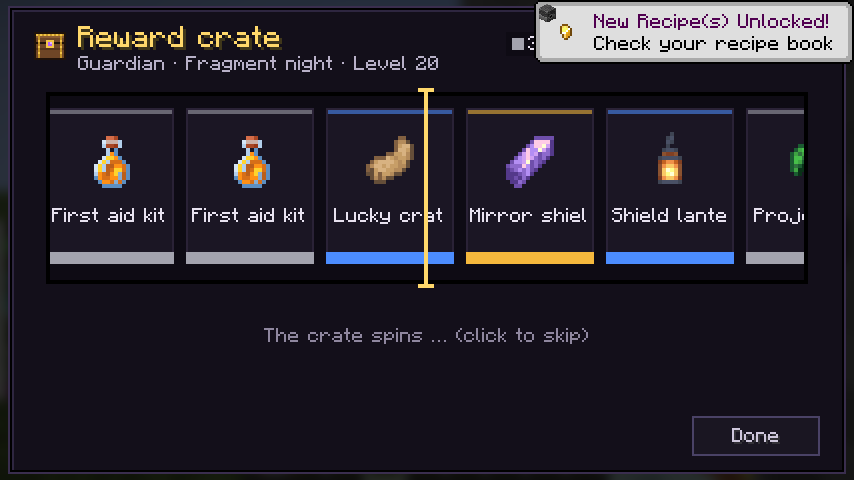 Reward crate
Guardian · Fragment night · Level 20
New Recipe(s) Unlocked!
Check your recipe book
First aid kit
First aid kit
Lucky crat
Mirror shiel
Shield lante
Proje
The crate spins ... (click to skip)
Done